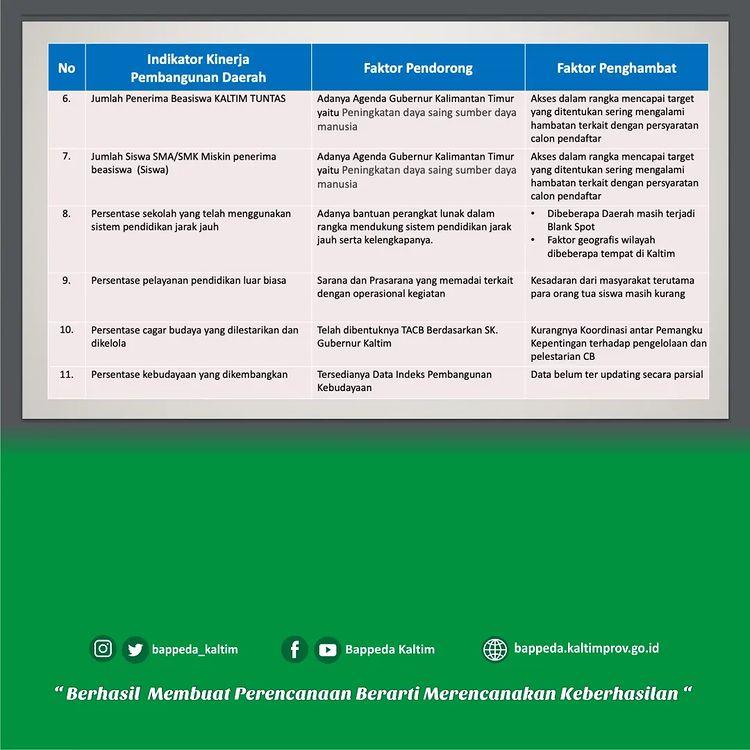 No
Indikator Kinerja
Pembangunan Daerah
Faktor Pendorong
Faktor Penghambat
6.
Jumlah Penerima Beasiswa KALTIM TUNTAS
Adanya Agenda Gubernur Kalimantan Timur
yaitu Peningkatan daya saing sumber daya
manusia
Akses dalam rangka mencapai target
yang ditentukan sering mengalami
hambatan terkait dengan persyaratan
calon pendaftar
7.
Jumlah Siswa SMA/SMK Miskin penerima
beasiswa (Siswa)
Adanya Agenda Gubernur Kalimantan Timur
yaitu Peningkatan daya saing sumber daya
manusia
Akses dalam rangka mencapai target
yang ditentukan sering mengalami
hambatan terkait dengan persyaratan
calon pendaftar
8.
Persentase sekolah yang telah menggunakan
sistem pendidikan jarak jauh
Adanya bantuan perangkat lunak dalam
rangka mendukung sistem pendidikan jarak
jauh serta kelengkapanya.
• Dibeberapa Daerah masih terjadi
Blank Spot
• Faktor geografis wilayah
dibeberapa tempat di Kaltim
9.
Persentase pelayanan pendidikan luar biasa
Sarana dan Prasarana yang memadai terkait
dengan operasional kegiatan
Kesadaran dari masyarakat terutama
para orang tua siswa masih kurang
10.
Persentase cagar budaya yang dilestarikan dan
dikelola
Telah dibentuknya TACB Berdasarkan SK.
Gubernur Kaltim
Kurangnya Koordinasi antar Pemangku
Kepentingan terhadap pengelolaan dan
pelestarian CB
11.
Persentase kebudayaan yang dikembangkan
Tersedianya Data Indeks Pembangunan
Kebudayaan
Data belum ter updating secara parsial
bappeda_kaltim
Bappeda Kaltim
bappeda.kaltimprov.go.id
“ Berhasil Membuat Perencanaan Berarti Merencanakan Keberhasilan “